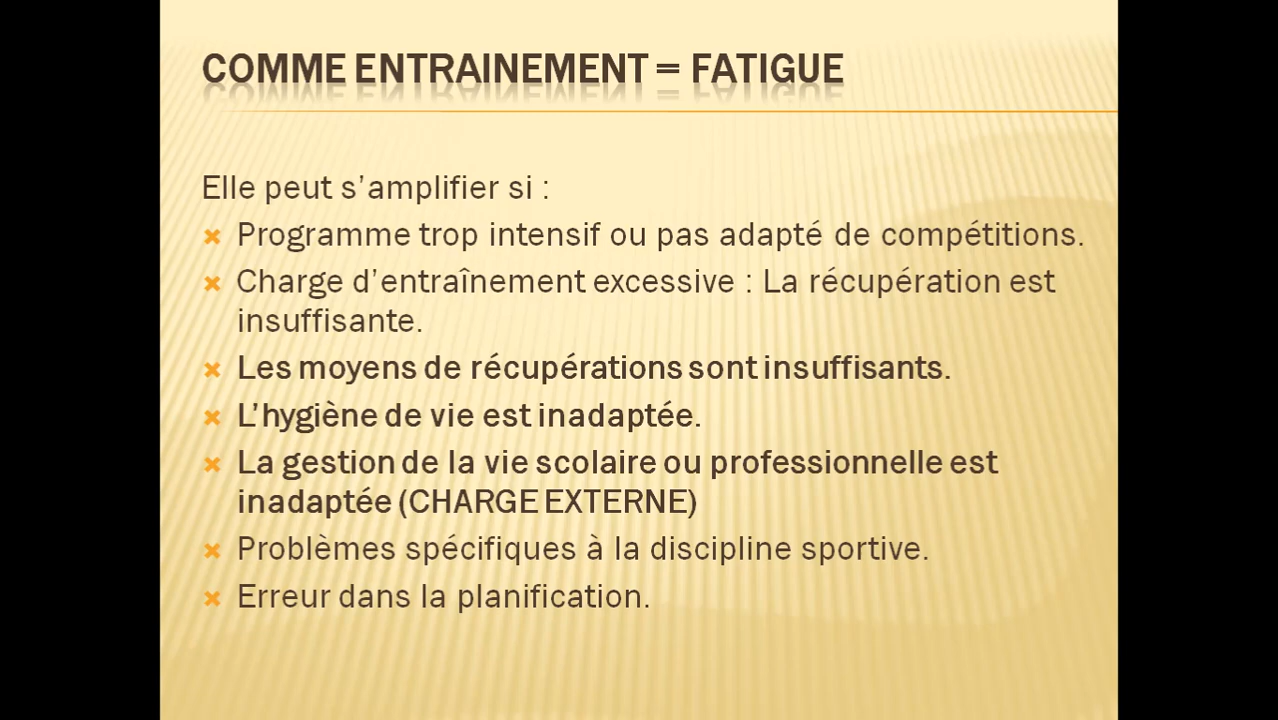 COMME ENTRAINEMENT = FATIGUE
Elle peut s’amplifier si :
Programme trop intensif ou pas adapté de compétitions.
Charge d’entraînement excessive : La récupération est
insuffisante.
Les moyens de récupérations sont insuffisants.
L’hygiène de vie est inadaptée.
La gestion de la vie scolaire ou professionnelle est
inadaptée (CHARGE EXTERNE)
Problèmes spécifiques à la discipline sportive.
Erreur dans la planification.